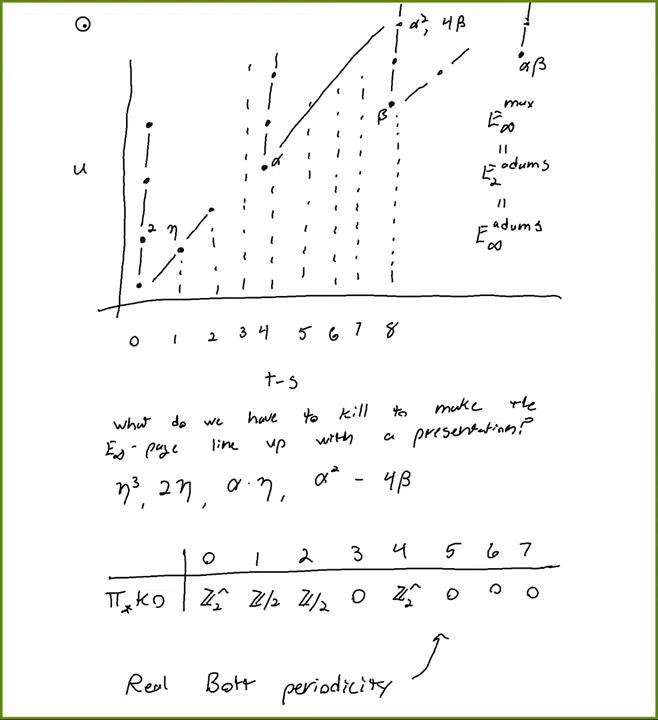 α², 4β
αβ
β
E∞^max
=
E₂^adams
=
E∞^adams
α
u
2 η
0 1 2 3 4 5 6 7 8
t-s
what do we have to kill to make the
E∞-page line up with a presentation?
η³, 2η, α·η, α² - 4β
0 1 2 3 4 5 6 7
π_* KO ℤ₂^ ℤ/2 ℤ/2 0 ℤ₂^ 0 0 0
Real Bott periodicity